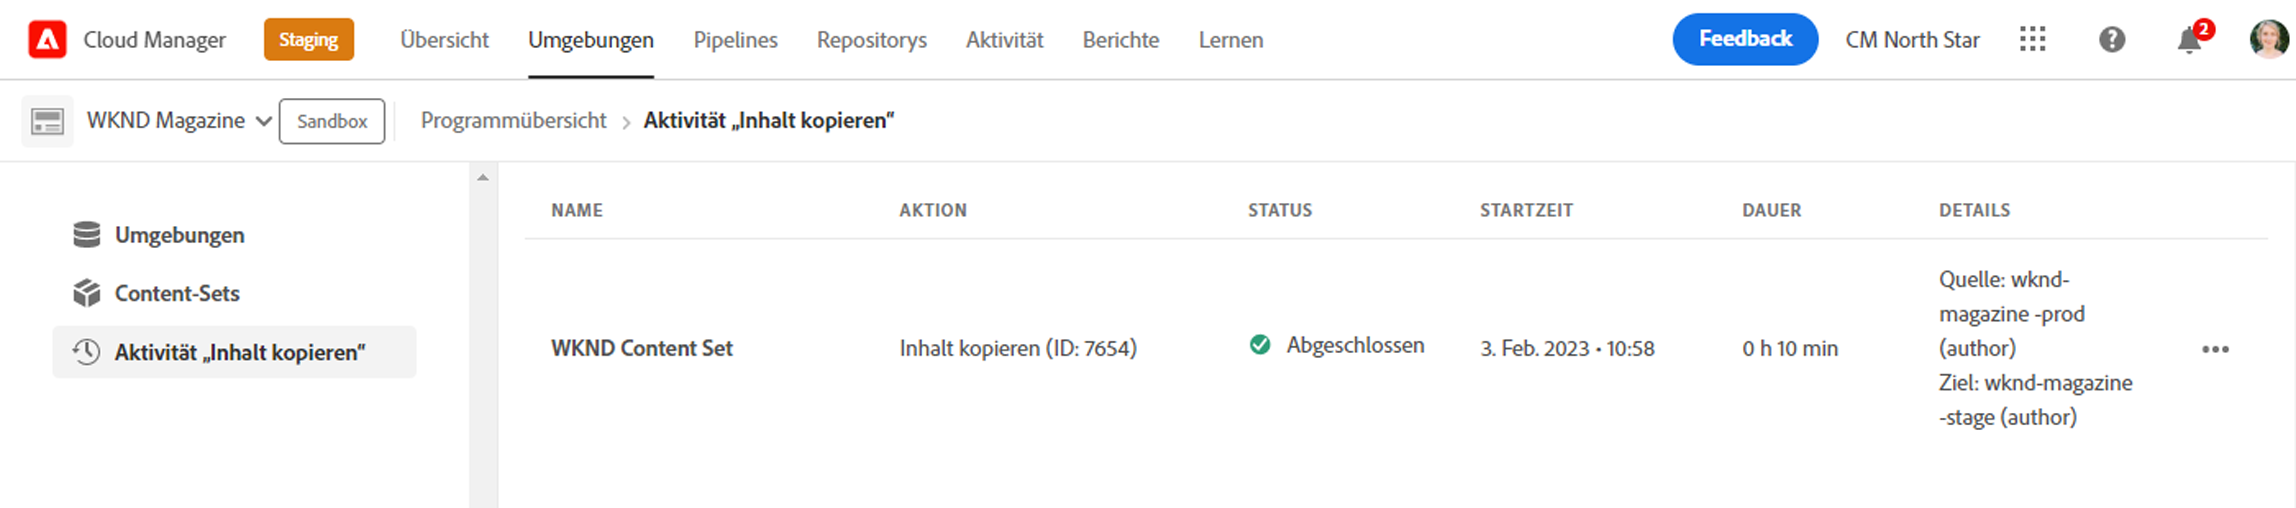 Cloud Manager Staging Übersicht Umgebungen Pipelines Repositorys Aktivität Berichte Lernen Feedback CM North Star 2
WKND Magazine Sandbox Programmübersicht > Aktivität „Inhalt kopieren“
Umgebungen
Content-Sets
Aktivität „Inhalt kopieren“
NAME AKTION STATUS STARTZEIT DAUER DETAILS
WKND Content Set Inhalt kopieren (ID: 7654) Abgeschlossen 3. Feb. 2023 • 10:58 0 h 10 min
Quelle: wknd-
magazine -prod
(author)
Ziel: wknd-magazine
-stage (author)